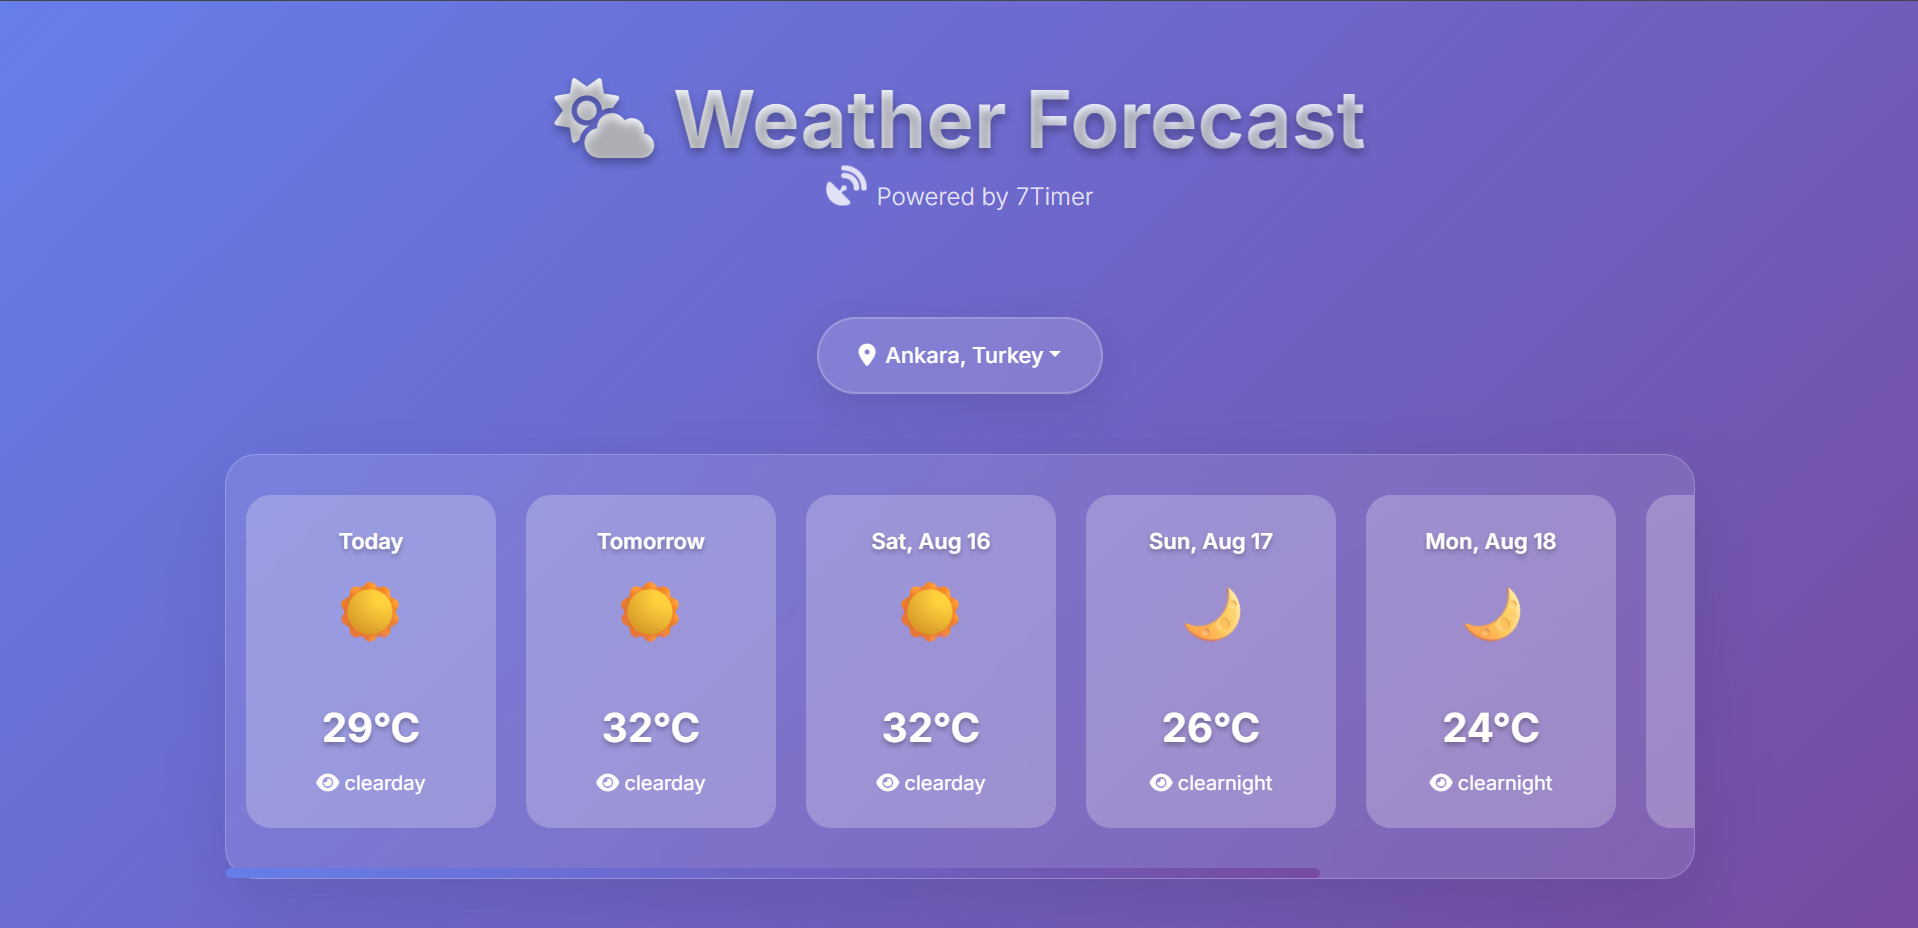 Weather Forecast
Powered by 7Timer
Ankara, Turkey
Today
29°C
clearday
Tomorrow
32°C
clearday
Sat, Aug 16
32°C
clearday
Sun, Aug 17
26°C
clearnight
Mon, Aug 18
24°C
clearnight